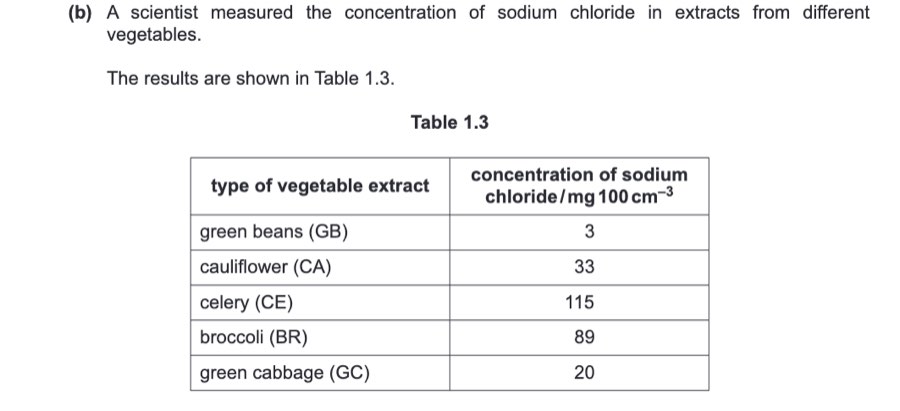 (b) A scientist measured the concentration of sodium chloride in extracts from different
vegetables.
The results are shown in Table 1.3.
Table 1.3
type of vegetable extract
concentration of sodium
chloride/mg 100 cm⁻³
green beans (GB) 3
cauliflower (CA) 33
celery (CE) 115
broccoli (BR) 89
green cabbage (GC) 20